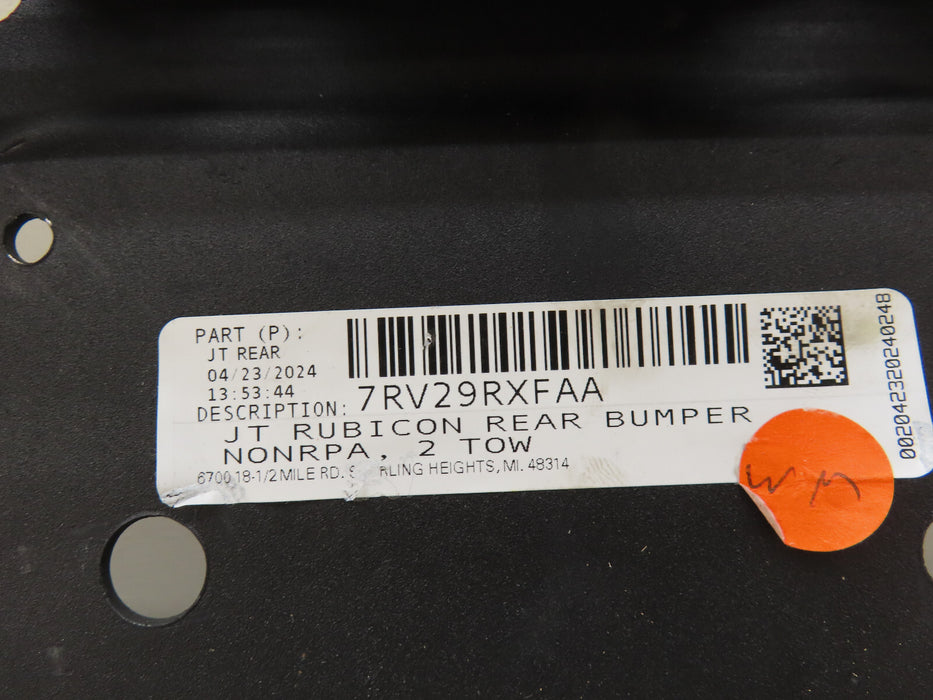 PART (P):
JT REAR
04/23/2024
13:53:44
7RV29RXFAA
DESCRIPTION:
JT RUBICON REAR BUMPER
NONRPA, 2 TOW
6700 18-1/2 MILE RD. RLING HEIGHTS, MI. 48314
002042320240248